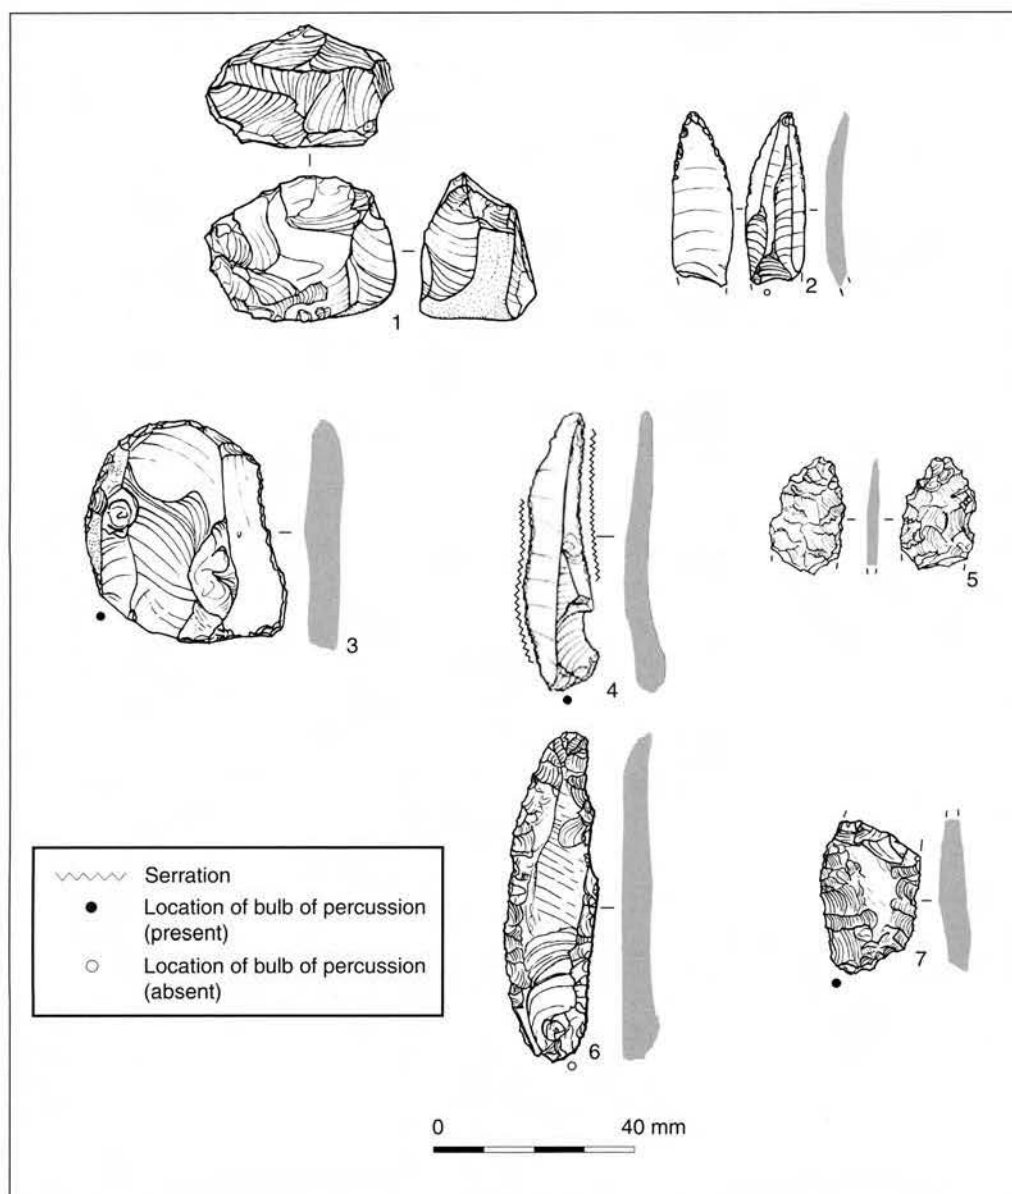 1
2
3
4
5
6
7
Serration
Location of bulb of percussion
(present)
Location of bulb of percussion
(absent)
0 40 mm